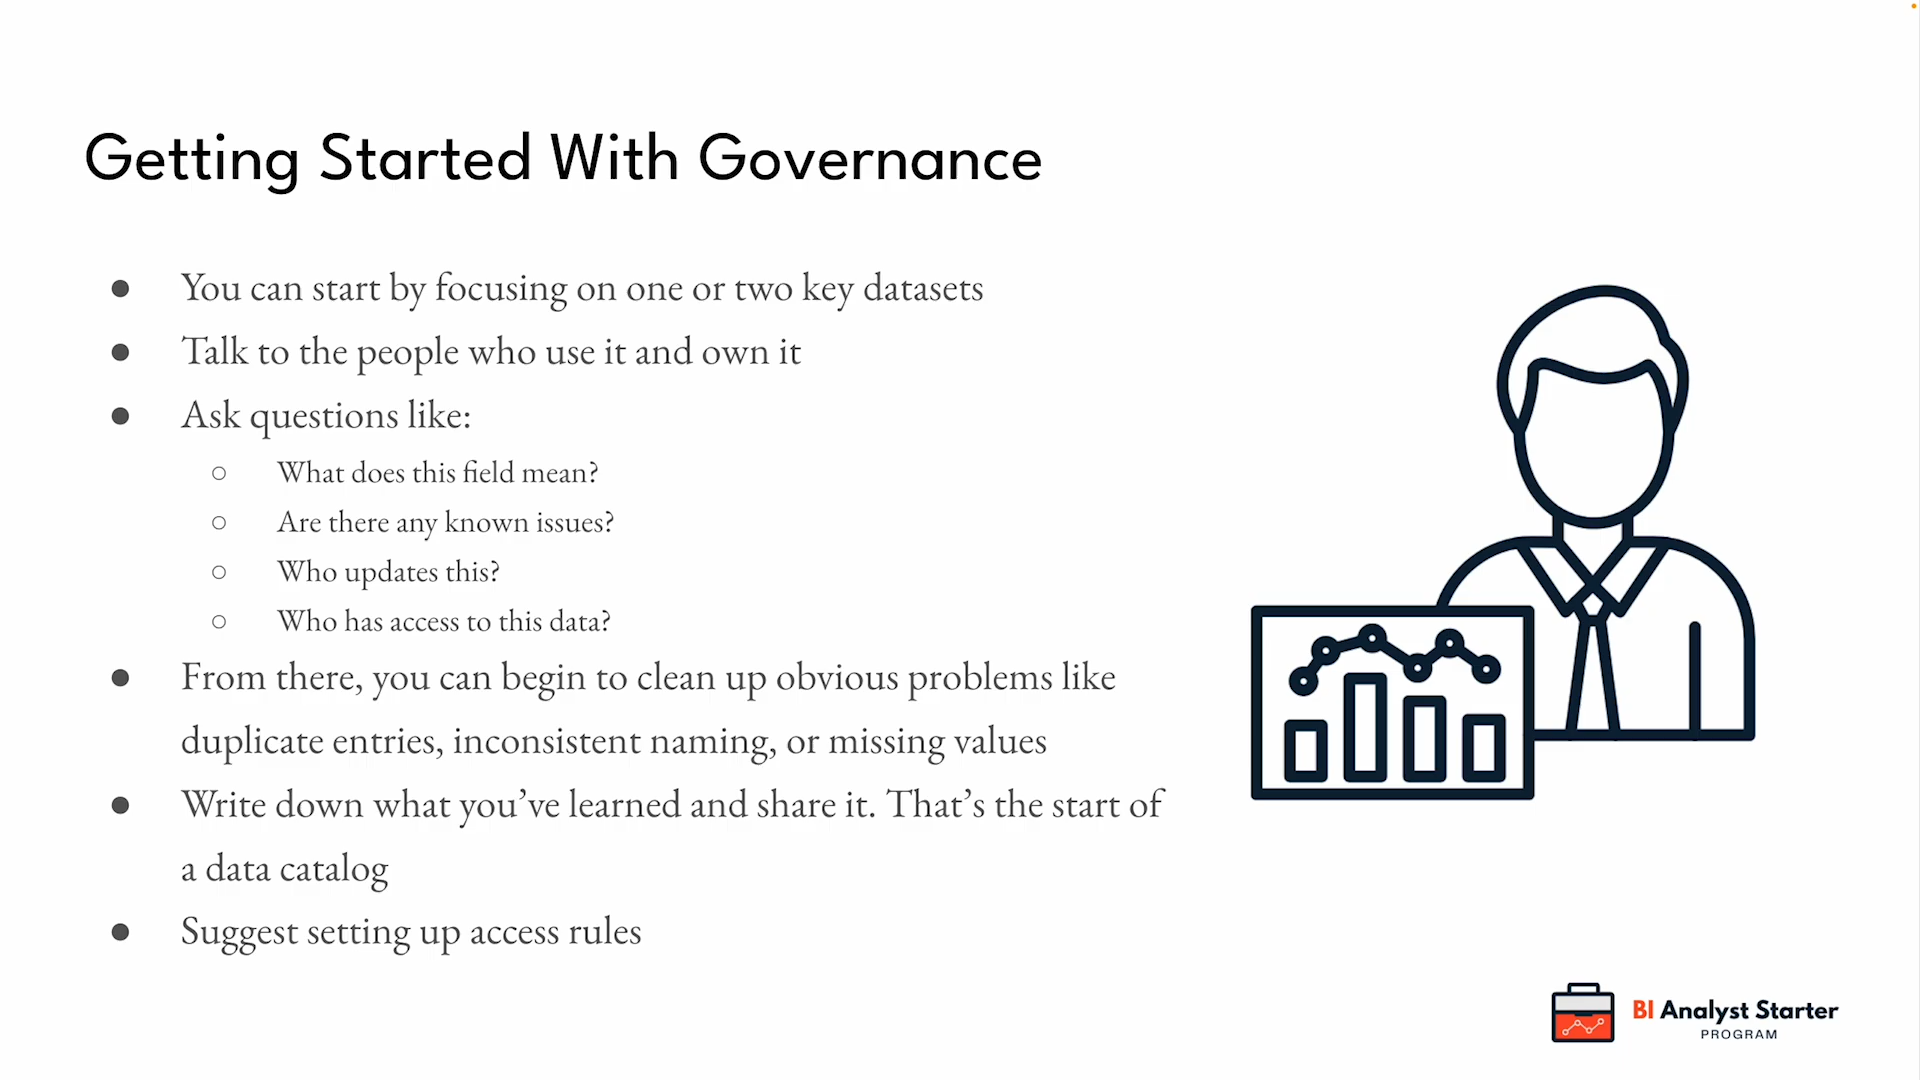 Getting Started With Governance
● You can start by focusing on one or two key datasets
● Talk to the people who use it and own it
● Ask questions like:
○ What does this field mean?
○ Are there any known issues?
○ Who updates this?
○ Who has access to this data?
● From there, you can begin to clean up obvious problems like
duplicate entries, inconsistent naming, or missing values
● Write down what you’ve learned and share it. That’s the start of
a data catalog
● Suggest setting up access rules
BI Analyst Starter
PROGRAM